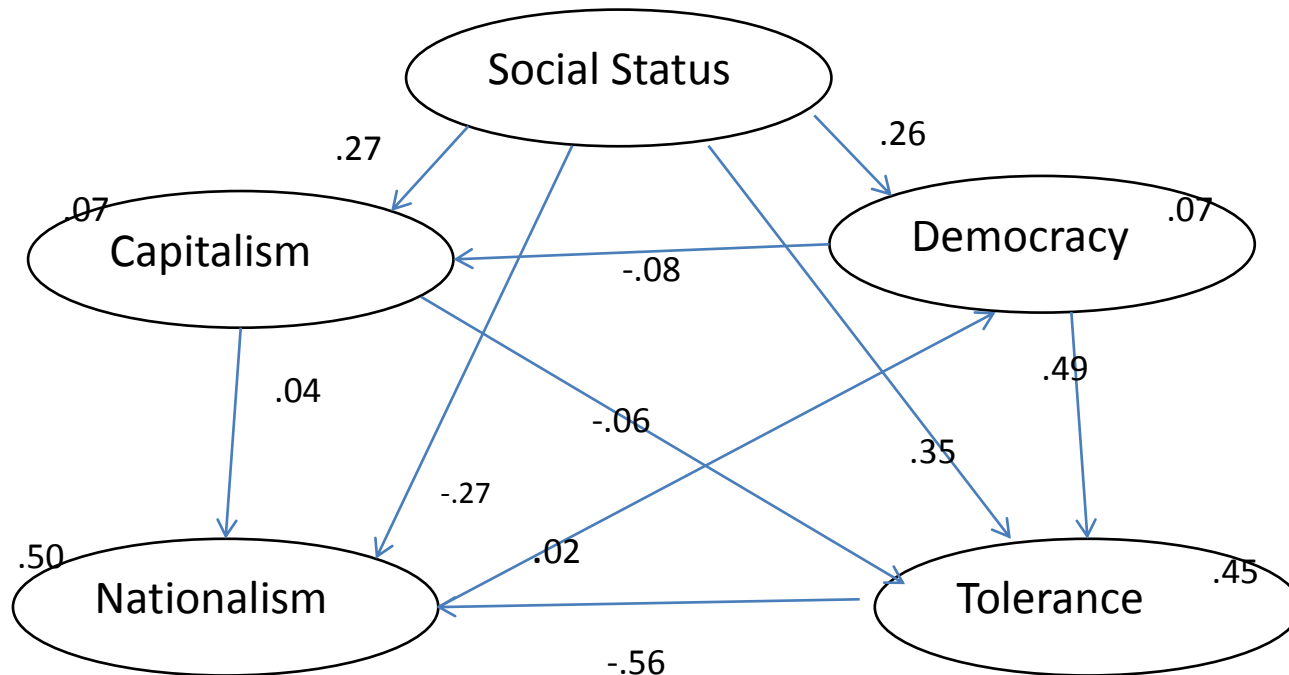 Social Status
.27
.26
.07
.07
Capitalism
Democracy
-.08
.04
.49
-.06
.35
-.27
.50
.02
.45
Nationalism
Tolerance
-.56